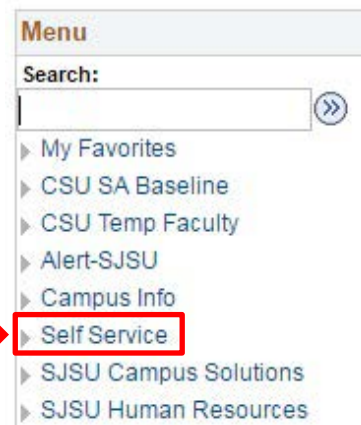 Menu
Search:
My Favorites
CSU SA Baseline
CSU Temp Faculty
Alert-SJSU
Campus Info
Self Service
SJSU Campus Solutions
SJSU Human Resources